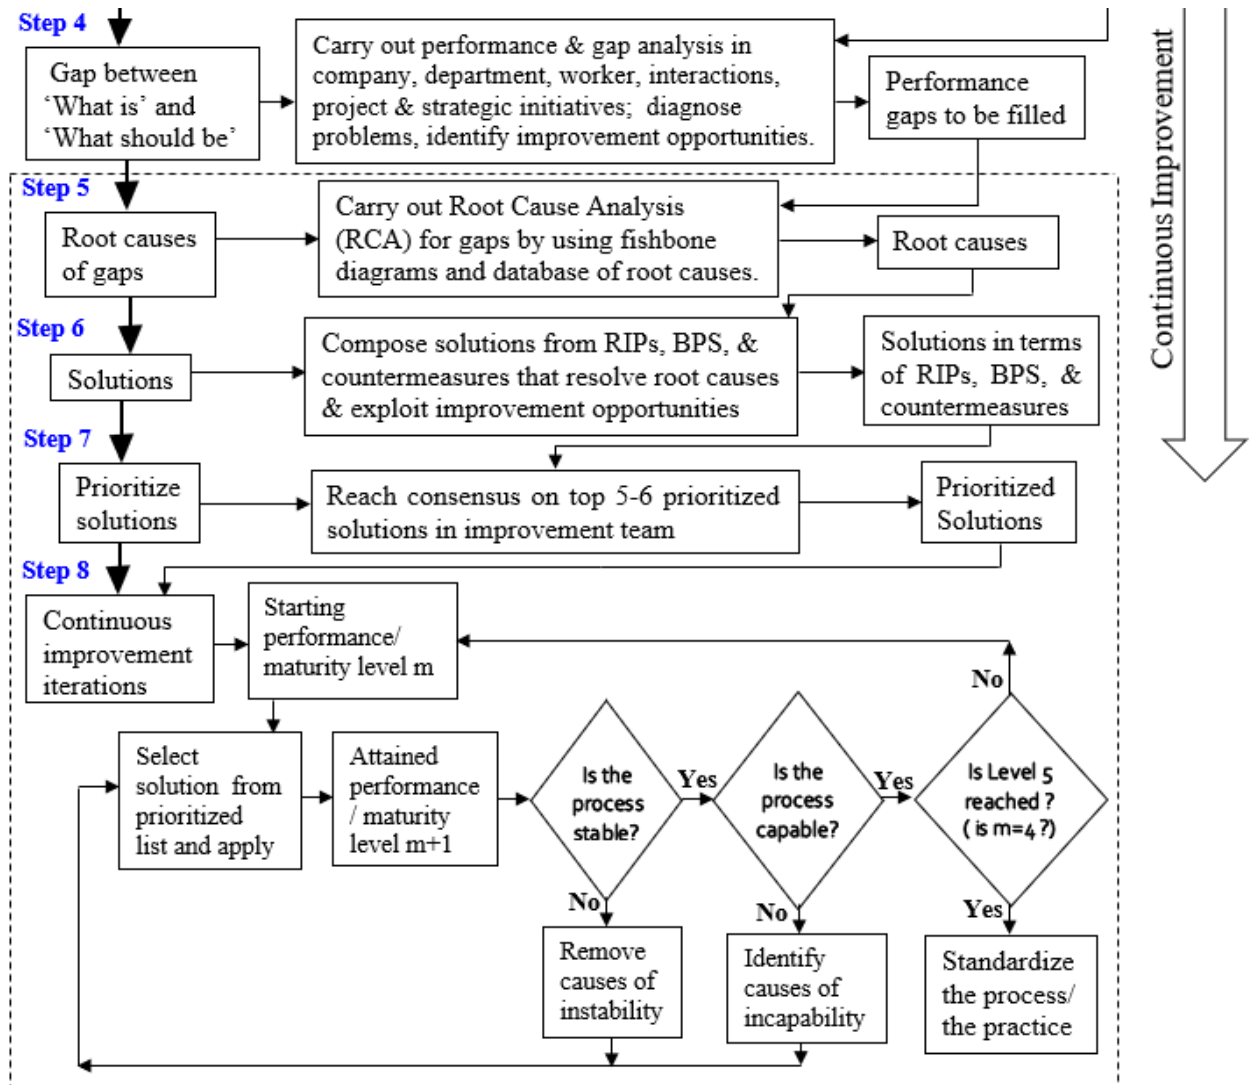 Step 4
Gap between
‘What is’ and
‘What should be’
Carry out performance & gap analysis in
company, department, worker, interactions,
project & strategic initiatives; diagnose
problems, identify improvement opportunities.
Performance
gaps to be filled
Continuous Improvement
Step 5
Root causes
of gaps
Carry out Root Cause Analysis
(RCA) for gaps by using fishbone
diagrams and database of root causes.
Root causes
Step 6
Solutions
Compose solutions from RIPs, BPS, &
countermeasures that resolve root causes
& exploit improvement opportunities
Solutions in terms
of RIPs, BPS, &
countermeasures
Step 7
Prioritize
solutions
Reach consensus on top 5-6 prioritized
solutions in improvement team
Prioritized
Solutions
Step 8
Continuous
improvement
iterations
Starting
performance/
maturity level m
No
Select
solution from
prioritized
list and apply
Attained
performance
/ maturity
level m+1
Is the
process
stable?
Yes
Is the
process
capable?
Yes
Is Level 5
reached ?
( is m=4 ?)
No
No
Yes
Remove
causes of
instability
Identify
causes of
incapability
Standardize
the process/
the practice